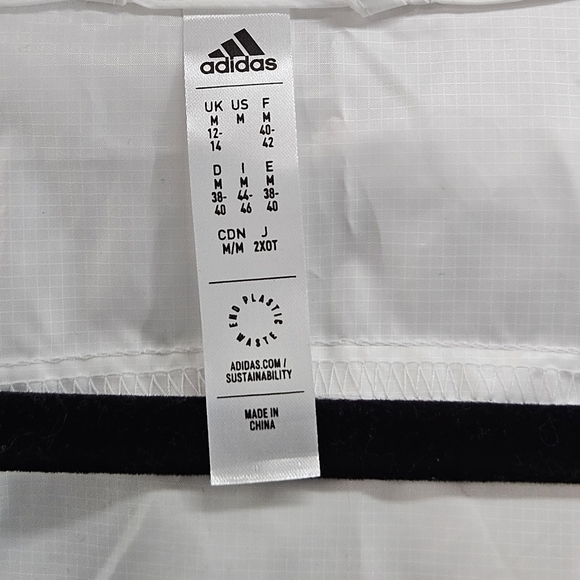 adidas
UK US F
M M M
12- 40-
14 42
D I E
M M M
38- 44- 38-
40 46 40
CDN J
M/M 2XOT
END PLASTIC WASTE
ADIDAS.COM/
SUSTAINABILITY
MADE IN
CHINA